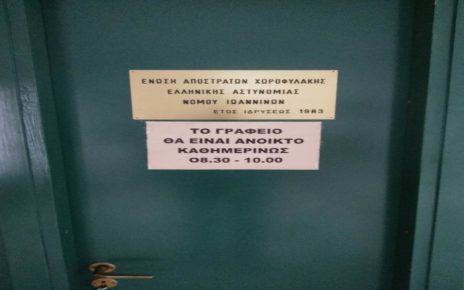 ΕΝΩΣΗ ΑΠΟΣΤΡΑΤΩΝ ΧΩΡΟΦΥΛΑΚΗΣ
ΕΛΛΗΝΙΚΗΣ ΑΣΤΥΝΟΜΙΑΣ
ΝΟΜΟΥ ΙΩΑΝΝΙΝΩΝ
ΕΤΟΣ ΙΔΡΥΣΕΩΣ 1983
ΤΟ ΓΡΑΦΕΙΟ
ΘΑ ΕΙΝΑΙ ΑΝΟΙΚΤΟ
ΚΑΘΗΜΕΡΙΝΩΣ
Ο8.30 - 10.00